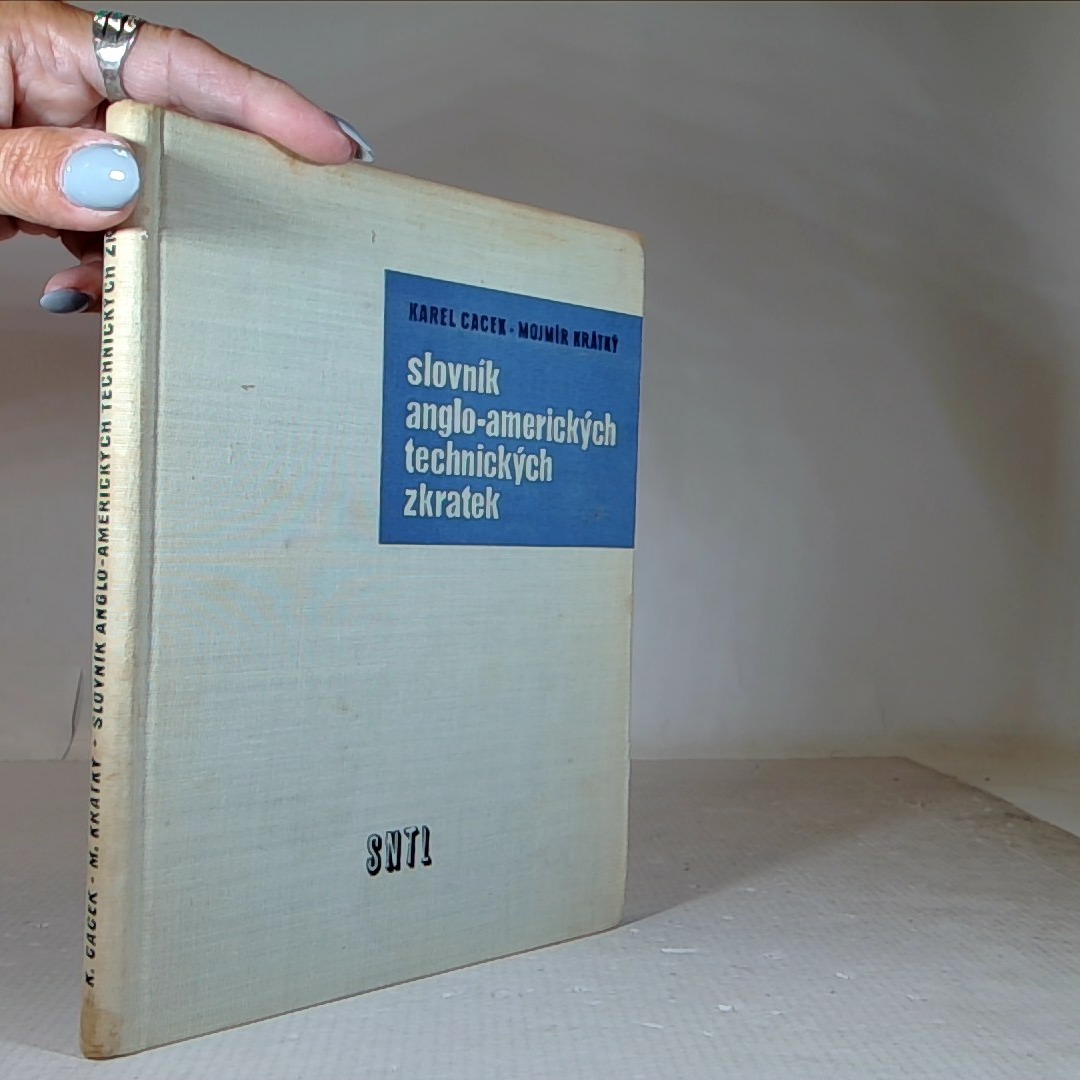 KAREL CACEK · MOJMÍR KRÁTKÝ
slovník
anglo-amerických
technických
zkratek
SNTL
K. CACEK - M. KRÁTKÝ - SLOVNÍK ANGLO-AMERICKÝCH TECHNICKÝCH